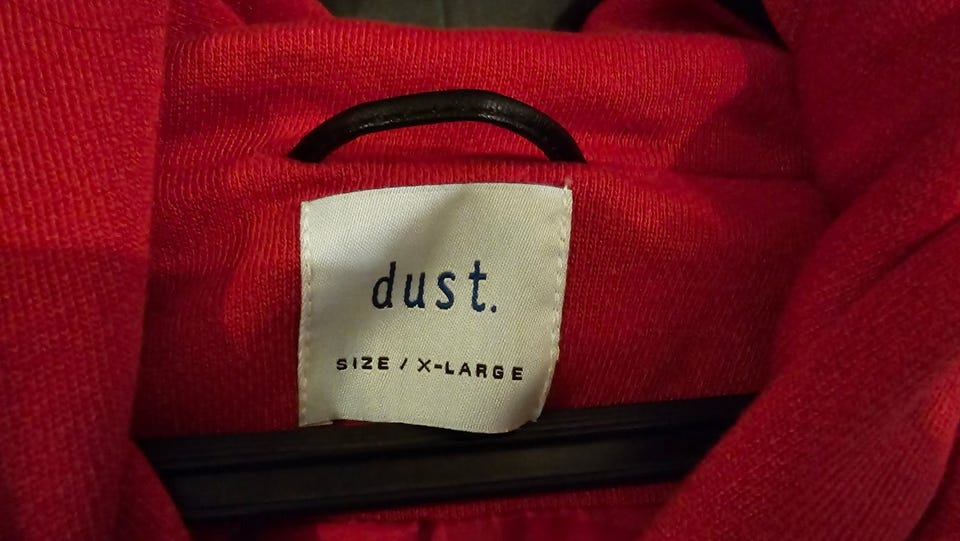 dust.
SIZE / X-LARGE